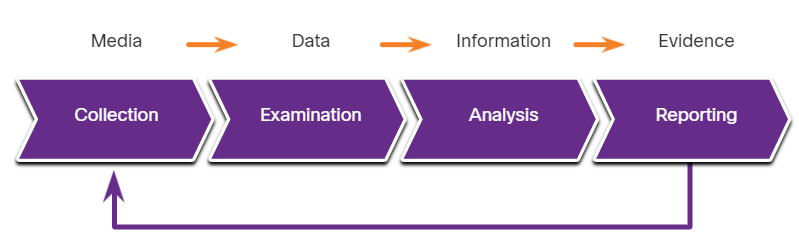 Media Data Information Evidence
Collection Examination Analysis Reporting